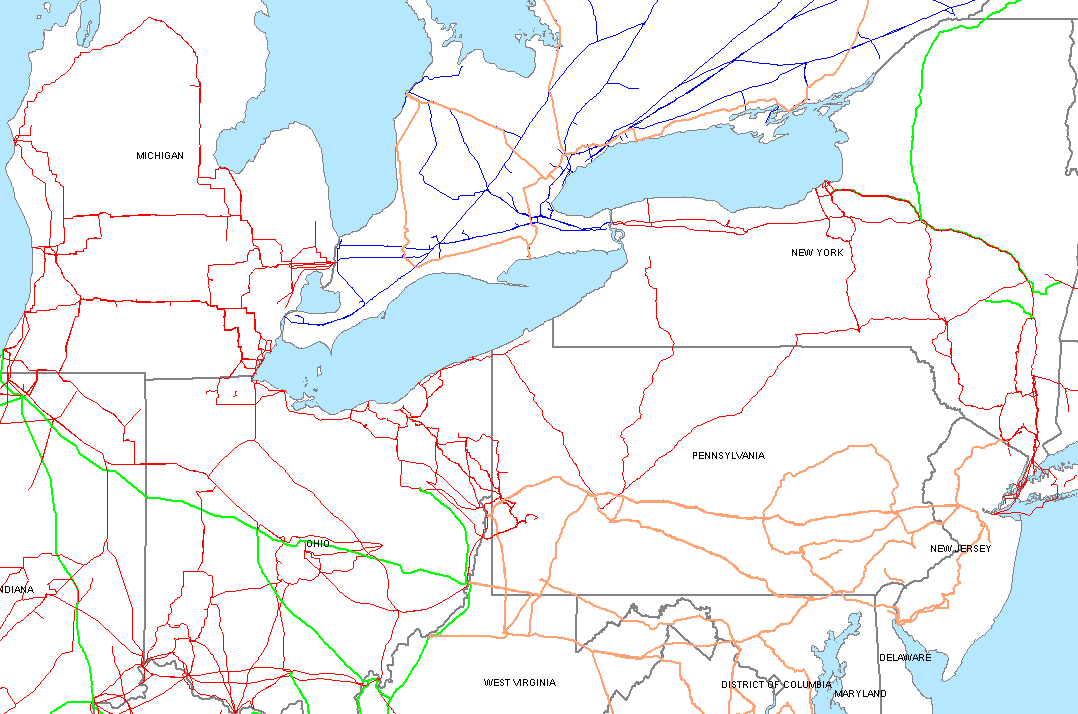 MICHIGAN
NEW YORK
PENNSYLVANIA
OHIO
NEW JERSEY
NDIANA
DELAWARE
WEST VIRGINIA
DISTRICT OF COLUMBIA
MARYLAND